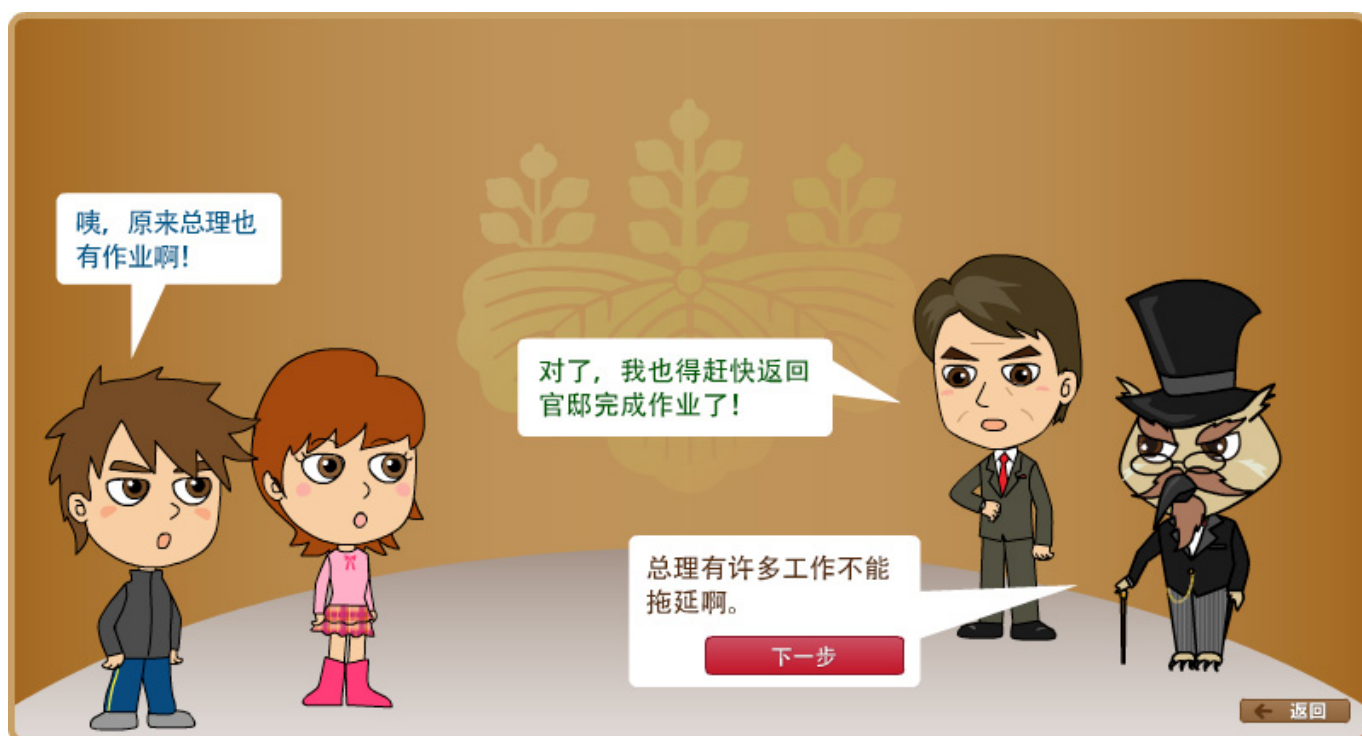 咦，原来总理也
有作业啊！
对了，我也得赶快返回
官邸完成作业了！
总理有许多工作不能
拖延啊。
下一步
返回